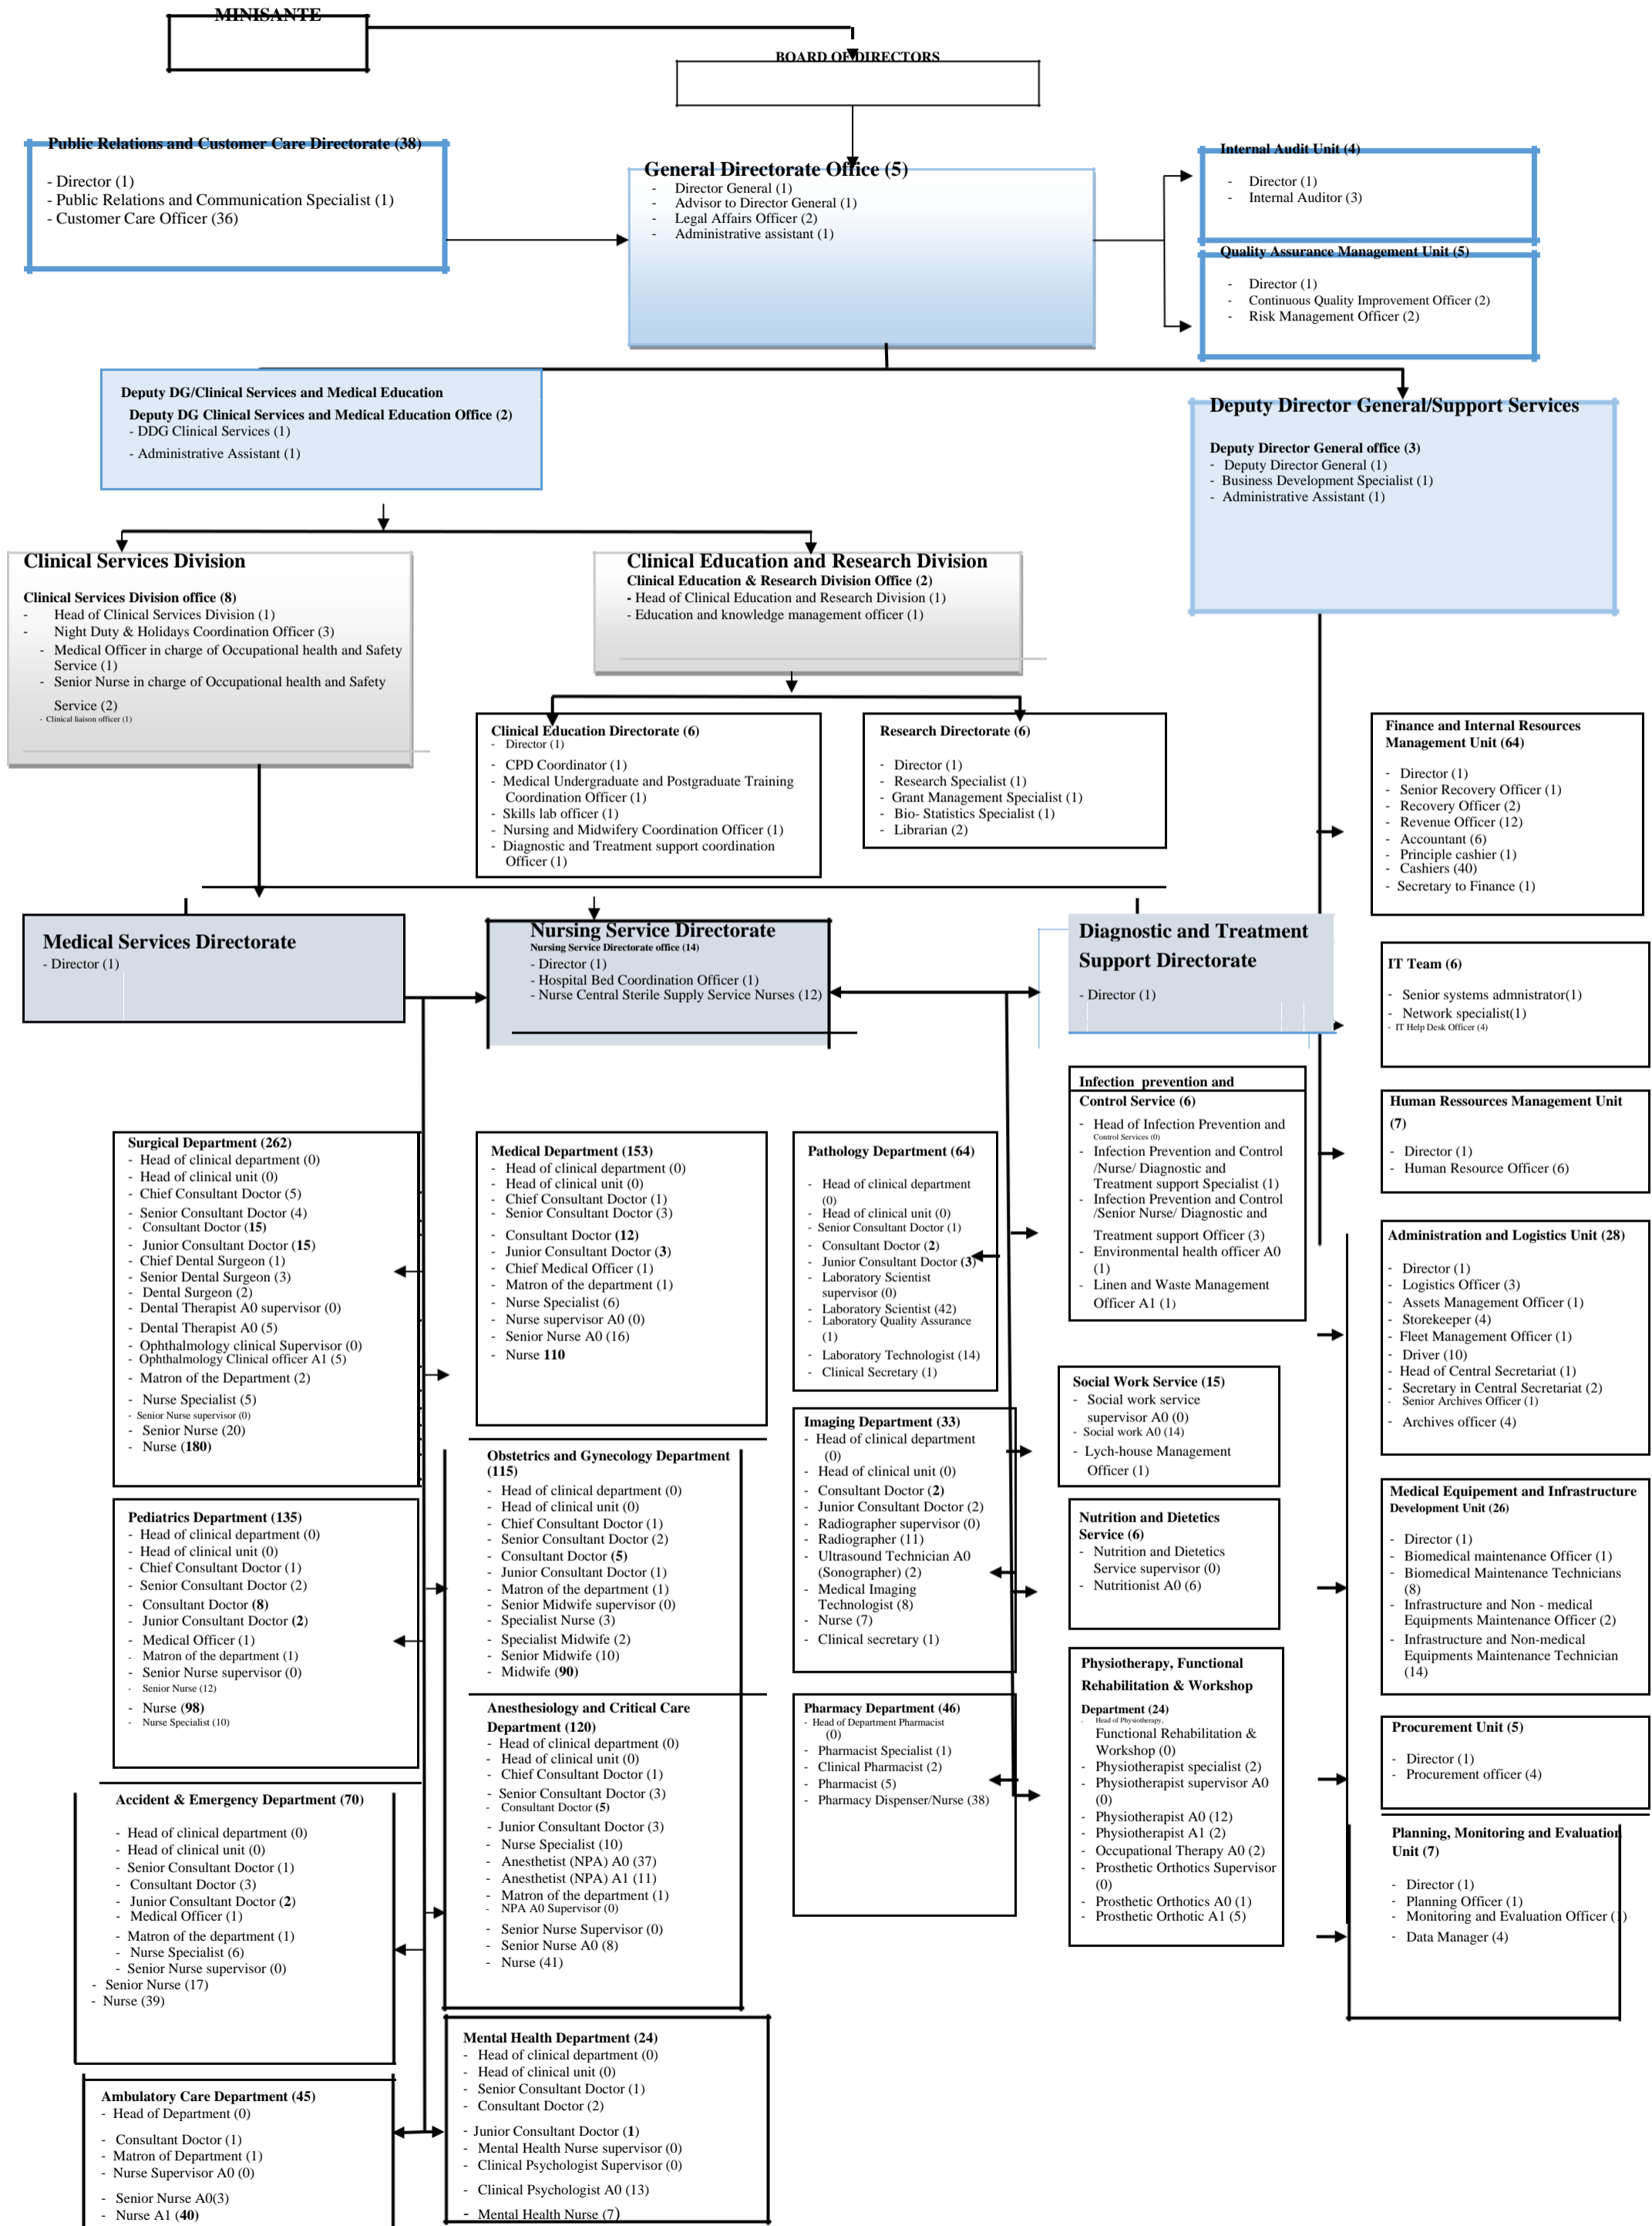 MINISANTE
BOARD OF DIRECTORS
Public Relations and Customer Care Directorate (38)
- Director (1)
- Public Relations and Communication Specialist (1)
- Customer Care Officer (36)
General Directorate Office (5)
- Director General (1)
- Advisor to Director General (1)
- Legal Affairs Officer (2)
- Administrative assistant (1)
Internal Audit Unit (4)
- Director (1)
- Internal Auditor (3)
Quality Assurance Management Unit (5)
- Director (1)
- Continuous Quality Improvement Officer (2)
- Risk Management Officer (2)
Deputy DG/Clinical Services and Medical Education
Deputy DG Clinical Services and Medical Education Office (2)
- DDG Clinical Services (1)
- Administrative Assistant (1)
Deputy Director General/Support Services
Deputy Director General office (3)
- Deputy Director General (1)
- Business Development Specialist (1)
- Administrative Assistant (1)
Clinical Services Division
Clinical Services Division office (8)
- Head of Clinical Services Division (1)
- Night Duty & Holidays Coordination Officer (3)
- Medical Officer in charge of Occupational health and Safety
Service (1)
- Senior Nurse in charge of Occupational health and Safety
Service (2)
- Clinical liaison officer (1)
Clinical Education and Research Division
Clinical Education & Research Division Office (2)
- Head of Clinical Education and Research Division (1)
- Education and knowledge management officer (1)
Clinical Education Directorate (6)
- Director (1)
- CPD Coordinator (1)
- Medical Undergraduate and Postgraduate Training
Coordination Officer (1)
- Skills lab officer (1)
- Nursing and Midwifery Coordination Officer (1)
- Diagnostic and Treatment support coordination
Officer (1)
Research Directorate (6)
- Director (1)
- Research Specialist (1)
- Grant Management Specialist (1)
- Bio- Statistics Specialist (1)
- Librarian (2)
Finance and Internal Resources
Management Unit (64)
- Director (1)
- Senior Recovery Officer (1)
- Recovery Officer (2)
- Revenue Officer (12)
- Accountant (6)
- Principle cashier (1)
- Cashiers (40)
- Secretary to Finance (1)
Medical Services Directorate
- Director (1)
Nursing Service Directorate
Nursing Service Directorate office (14)
- Director (1)
- Hospital Bed Coordination Officer (1)
- Nurse Central Sterile Supply Service Nurses (12)
Diagnostic and Treatment
Support Directorate
- Director (1)
IT Team (6)
- Senior systems admnistrator(1)
- Network specialist(1)
- IT Help Desk Officer (4)
Infection prevention and
Control Service (6)
- Head of Infection Prevention and
Control Services (0)
- Infection Prevention and Control
/Nurse/ Diagnostic and
Treatment support Specialist (1)
- Infection Prevention and Control
/Senior Nurse/ Diagnostic and
Treatment support Officer (3)
- Environmental health officer A0
(1)
- Linen and Waste Management
Officer A1 (1)
Human Ressources Management Unit
(7)
- Director (1)
- Human Resource Officer (6)
Surgical Department (262)
- Head of clinical department (0)
- Head of clinical unit (0)
- Chief Consultant Doctor (5)
- Senior Consultant Doctor (4)
- Consultant Doctor (15)
- Junior Consultant Doctor (15)
- Chief Dental Surgeon (1)
- Senior Dental Surgeon (3)
- Dental Surgeon (2)
- Dental Therapist A0 supervisor (0)
- Dental Therapist A0 (5)
- Ophthalmology clinical Supervisor (0)
- Ophthalmology Clinical officer A1 (5)
- Matron of the Department (2)
- Nurse Specialist (5)
- Senior Nurse supervisor (0)
- Senior Nurse (20)
- Nurse (180)
Medical Department (153)
- Head of clinical department (0)
- Head of clinical unit (0)
- Chief Consultant Doctor (1)
- Senior Consultant Doctor (3)
- Consultant Doctor (12)
- Junior Consultant Doctor (3)
- Chief Medical Officer (1)
- Matron of the department (1)
- Nurse Specialist (6)
- Nurse supervisor A0 (0)
- Senior Nurse A0 (16)
- Nurse 110
Pathology Department (64)
- Head of clinical department
(0)
- Head of clinical unit (0)
- Senior Consultant Doctor (1)
- Consultant Doctor (2)
- Junior Consultant Doctor (3)
- Laboratory Scientist
supervisor (0)
- Laboratory Scientist (42)
- Laboratory Quality Assurance
(1)
- Laboratory Technologist (14)
- Clinical Secretary (1)
Administration and Logistics Unit (28)
- Director (1)
- Logistics Officer (3)
- Assets Management Officer (1)
- Storekeeper (4)
- Fleet Management Officer (1)
- Driver (10)
- Head of Central Secretariat (1)
- Secretary in Central Secretariat (2)
- Senior Archives Officer (1)
- Archives officer (4)
Social Work Service (15)
- Social work service
supervisor A0 (0)
- Social work A0 (14)
- Lych-house Management
Officer (1)
Imaging Department (33)
- Head of clinical department
(0)
- Head of clinical unit (0)
- Consultant Doctor (2)
- Junior Consultant Doctor (2)
- Radiographer supervisor (0)
- Radiographer (11)
- Ultrasound Technician A0
(Sonographer) (2)
- Medical Imaging
Technologist (8)
- Nurse (7)
- Clinical secretary (1)
Obstetrics and Gynecology Department
(115)
- Head of clinical department (0)
- Head of clinical unit (0)
- Chief Consultant Doctor (1)
- Senior Consultant Doctor (2)
- Consultant Doctor (5)
- Junior Consultant Doctor (1)
- Matron of the department (1)
- Senior Midwife supervisor (0)
- Specialist Nurse (3)
- Specialist Midwife (2)
- Senior Midwife (10)
- Midwife (90)
Pediatrics Department (135)
- Head of clinical department (0)
- Head of clinical unit (0)
- Chief Consultant Doctor (1)
- Senior Consultant Doctor (2)
- Consultant Doctor (8)
- Junior Consultant Doctor (2)
- Medical Officer (1)
- Matron of the department (1)
- Senior Nurse supervisor (0)
- Senior Nurse (12)
- Nurse (98)
- Nurse Specialist (10)
Nutrition and Dietetics
Service (6)
- Nutrition and Dietetics
Service supervisor (0)
- Nutritionist A0 (6)
Medical Equipement and Infrastructure
Development Unit (26)
- Director (1)
- Biomedical maintenance Officer (1)
- Biomedical Maintenance Technicians
(8)
- Infrastructure and Non - medical
Equipments Maintenance Officer (2)
- Infrastructure and Non-medical
Equipments Maintenance Technician
(14)
Anesthesiology and Critical Care
Department (120)
- Head of clinical department (0)
- Head of clinical unit (0)
- Chief Consultant Doctor (1)
- Senior Consultant Doctor (3)
- Consultant Doctor (5)
- Junior Consultant Doctor (3)
- Nurse Specialist (10)
- Anesthetist (NPA) A0 (37)
- Anesthetist (NPA) A1 (11)
- Matron of the department (1)
- NPA A0 Supervisor (0)
- Senior Nurse Supervisor (0)
- Senior Nurse A0 (8)
- Nurse (41)
Pharmacy Department (46)
- Head of Department Pharmacist
(0)
- Pharmacist Specialist (1)
- Clinical Pharmacist (2)
- Pharmacist (5)
- Pharmacy Dispenser/Nurse (38)
Physiotherapy, Functional
Rehabilitation & Workshop
Department (24)
- Head of Physiotherapy,
Functional Rehabilitation &
Workshop (0)
- Physiotherapist specialist (2)
- Physiotherapist supervisor A0
(0)
- Physiotherapist A0 (12)
- Physiotherapist A1 (2)
- Occupational Therapy A0 (2)
- Prosthetic Orthotics Supervisor
(0)
- Prosthetic Orthotics A0 (1)
- Prosthetic Orthotic A1 (5)
Procurement Unit (5)
- Director (1)
- Procurement officer (4)
Accident & Emergency Department (70)
- Head of clinical department (0)
- Head of clinical unit (0)
- Senior Consultant Doctor (1)
- Consultant Doctor (3)
- Junior Consultant Doctor (2)
- Medical Officer (1)
- Matron of the department (1)
- Nurse Specialist (6)
- Senior Nurse supervisor (0)
- Senior Nurse (17)
- Nurse (39)
Planning, Monitoring and Evaluation
Unit (7)
- Director (1)
- Planning Officer (1)
- Monitoring and Evaluation Officer (1)
- Data Manager (4)
Mental Health Department (24)
- Head of clinical department (0)
- Head of clinical unit (0)
- Senior Consultant Doctor (1)
- Consultant Doctor (2)
- Junior Consultant Doctor (1)
- Mental Health Nurse supervisor (0)
- Clinical Psychologist Supervisor (0)
- Clinical Psychologist A0 (13)
- Mental Health Nurse (7)
Ambulatory Care Department (45)
- Head of Department (0)
- Consultant Doctor (1)
- Matron of Department (1)
- Nurse Supervisor A0 (0)
- Senior Nurse A0(3)
- Nurse A1 (40)